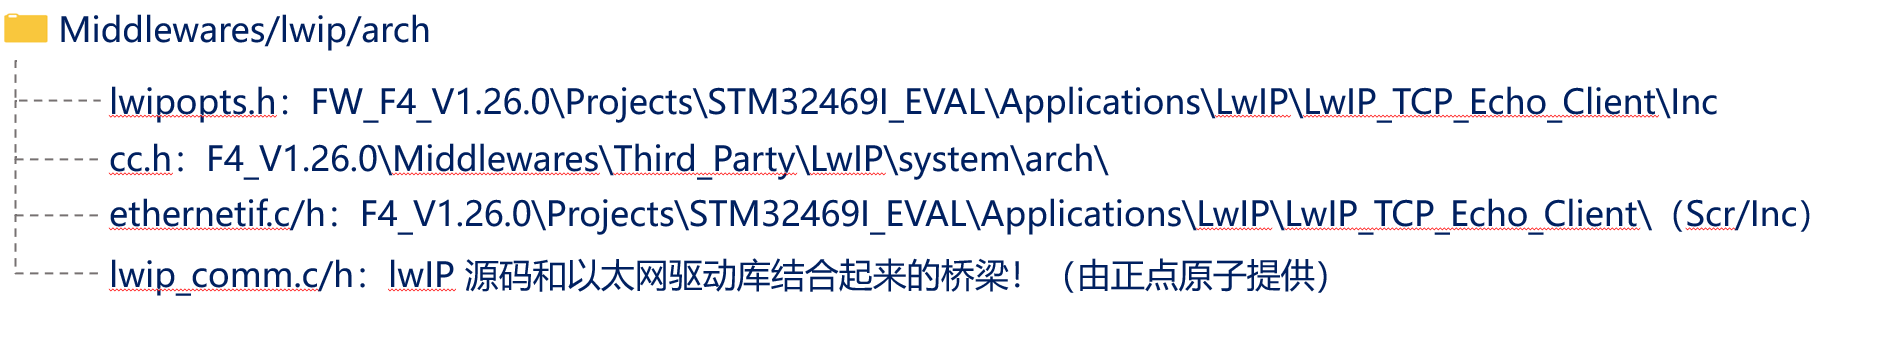 Middlewares/lwip/arch
lwipopts.h：FW_F4_V1.26.0\Projects\STM32469I_EVAL\Applications\LwIP\LwIP_TCP_Echo_Client\Inc
cc.h：F4_V1.26.0\Middlewares\Third_Party\LwIP\system\arch\
ethernetif.c/h：F4_V1.26.0\Projects\STM32469I_EVAL\Applications\LwIP\LwIP_TCP_Echo_Client\（Scr/Inc）
lwip_comm.c/h：lwIP 源码和以太网驱动库结合起来的桥梁！（由正点原子提供）